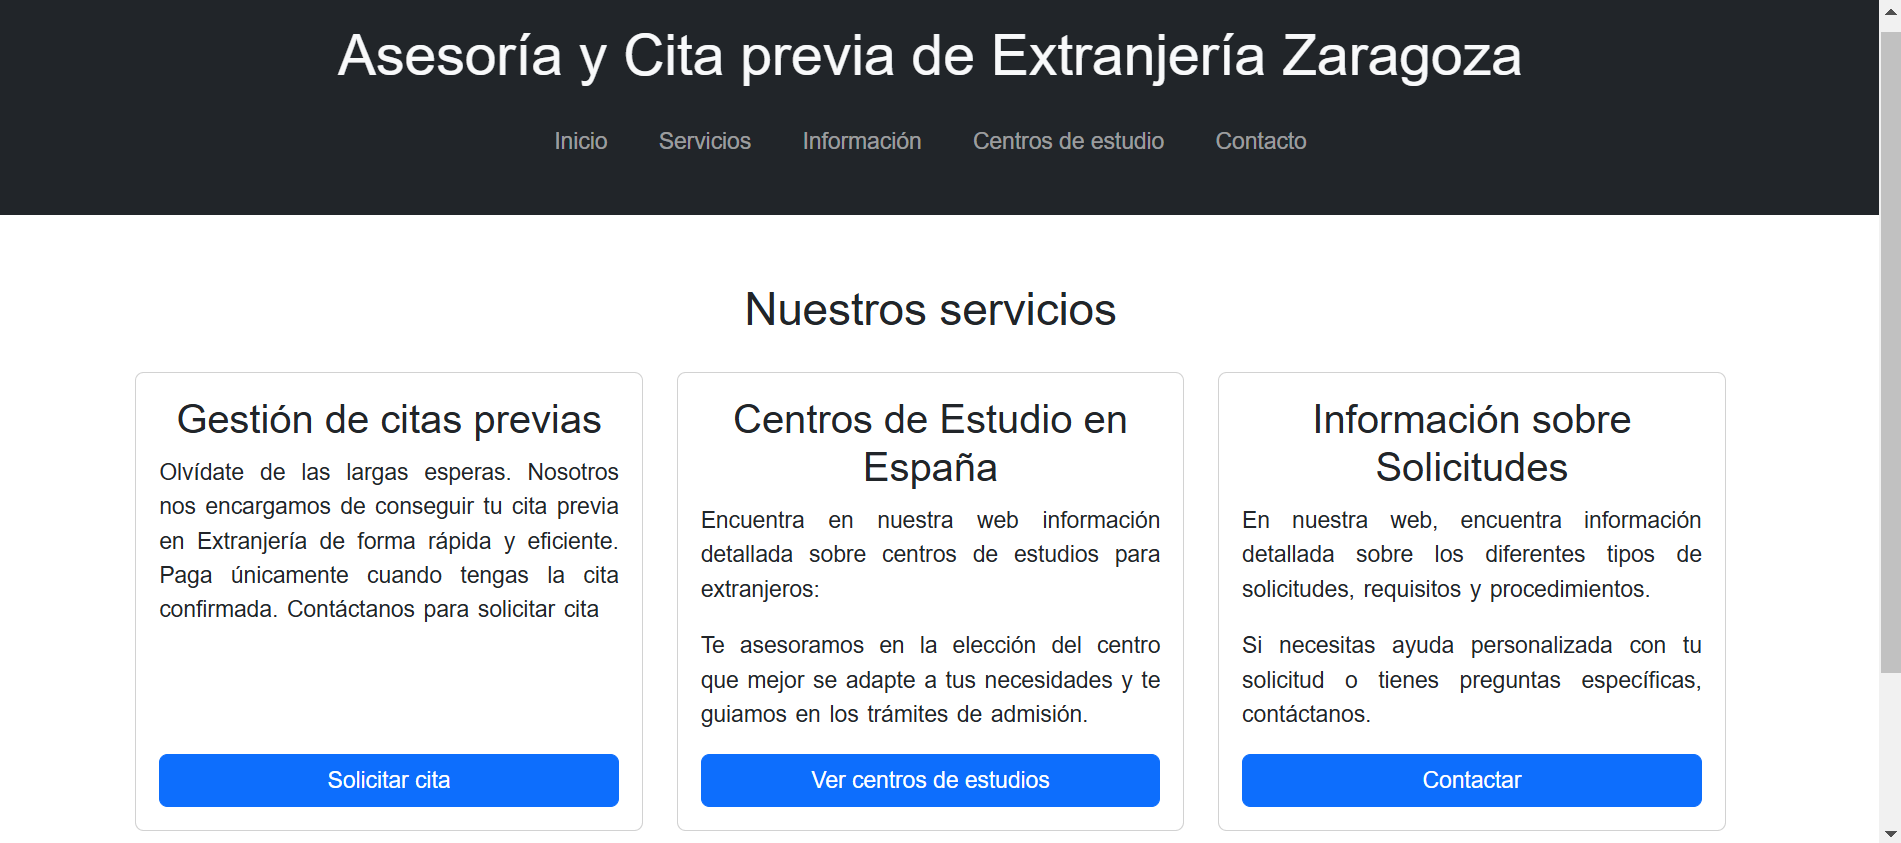 Asesoría y Cita previa de Extranjería Zaragoza
Inicio Servicios Información Centros de estudio Contacto
Nuestros servicios
Gestión de citas previas
Olvídate de las largas esperas. Nosotros
nos encargamos de conseguir tu cita previa
en Extranjería de forma rápida y eficiente.
Paga únicamente cuando tengas la cita
confirmada. Contáctanos para solicitar cita
Solicitar cita
Centros de Estudio en
España
Encuentra en nuestra web información
detallada sobre centros de estudios para
extranjeros:
Te asesoramos en la elección del centro
que mejor se adapte a tus necesidades y te
guiamos en los trámites de admisión.
Ver centros de estudios
Información sobre
Solicitudes
En nuestra web, encuentra información
detallada sobre los diferentes tipos de
solicitudes, requisitos y procedimientos.
Si necesitas ayuda personalizada con tu
solicitud o tienes preguntas específicas,
contáctanos.
Contactar